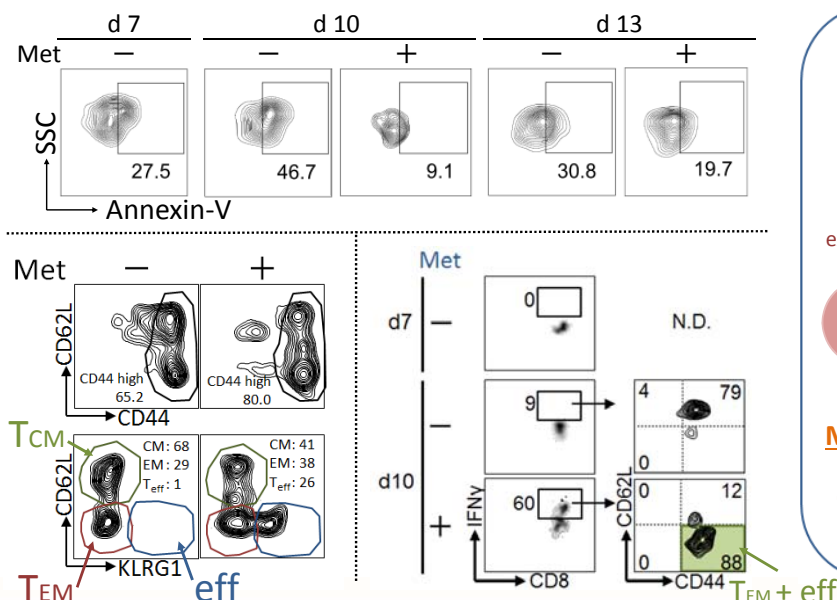 d 7 d 10 d 13
Met − − + − +
SSC
27.5 46.7 9.1 30.8 19.7
Annexin-V
Met − +
CD62L
CD44 high
65.2
CD44 high
80.0
CD44
TCM
CD62L
CM: 68
EM: 29
Teff: 1
CM: 41
EM: 38
Teff: 26
KLRG1
TEM eff
Met
d7 − 0 N.D.
d10
− 9
4 79
0
+ 60
12
0 88
IFNγ
CD8
CD62L
CD44
TEM + eff
e
M